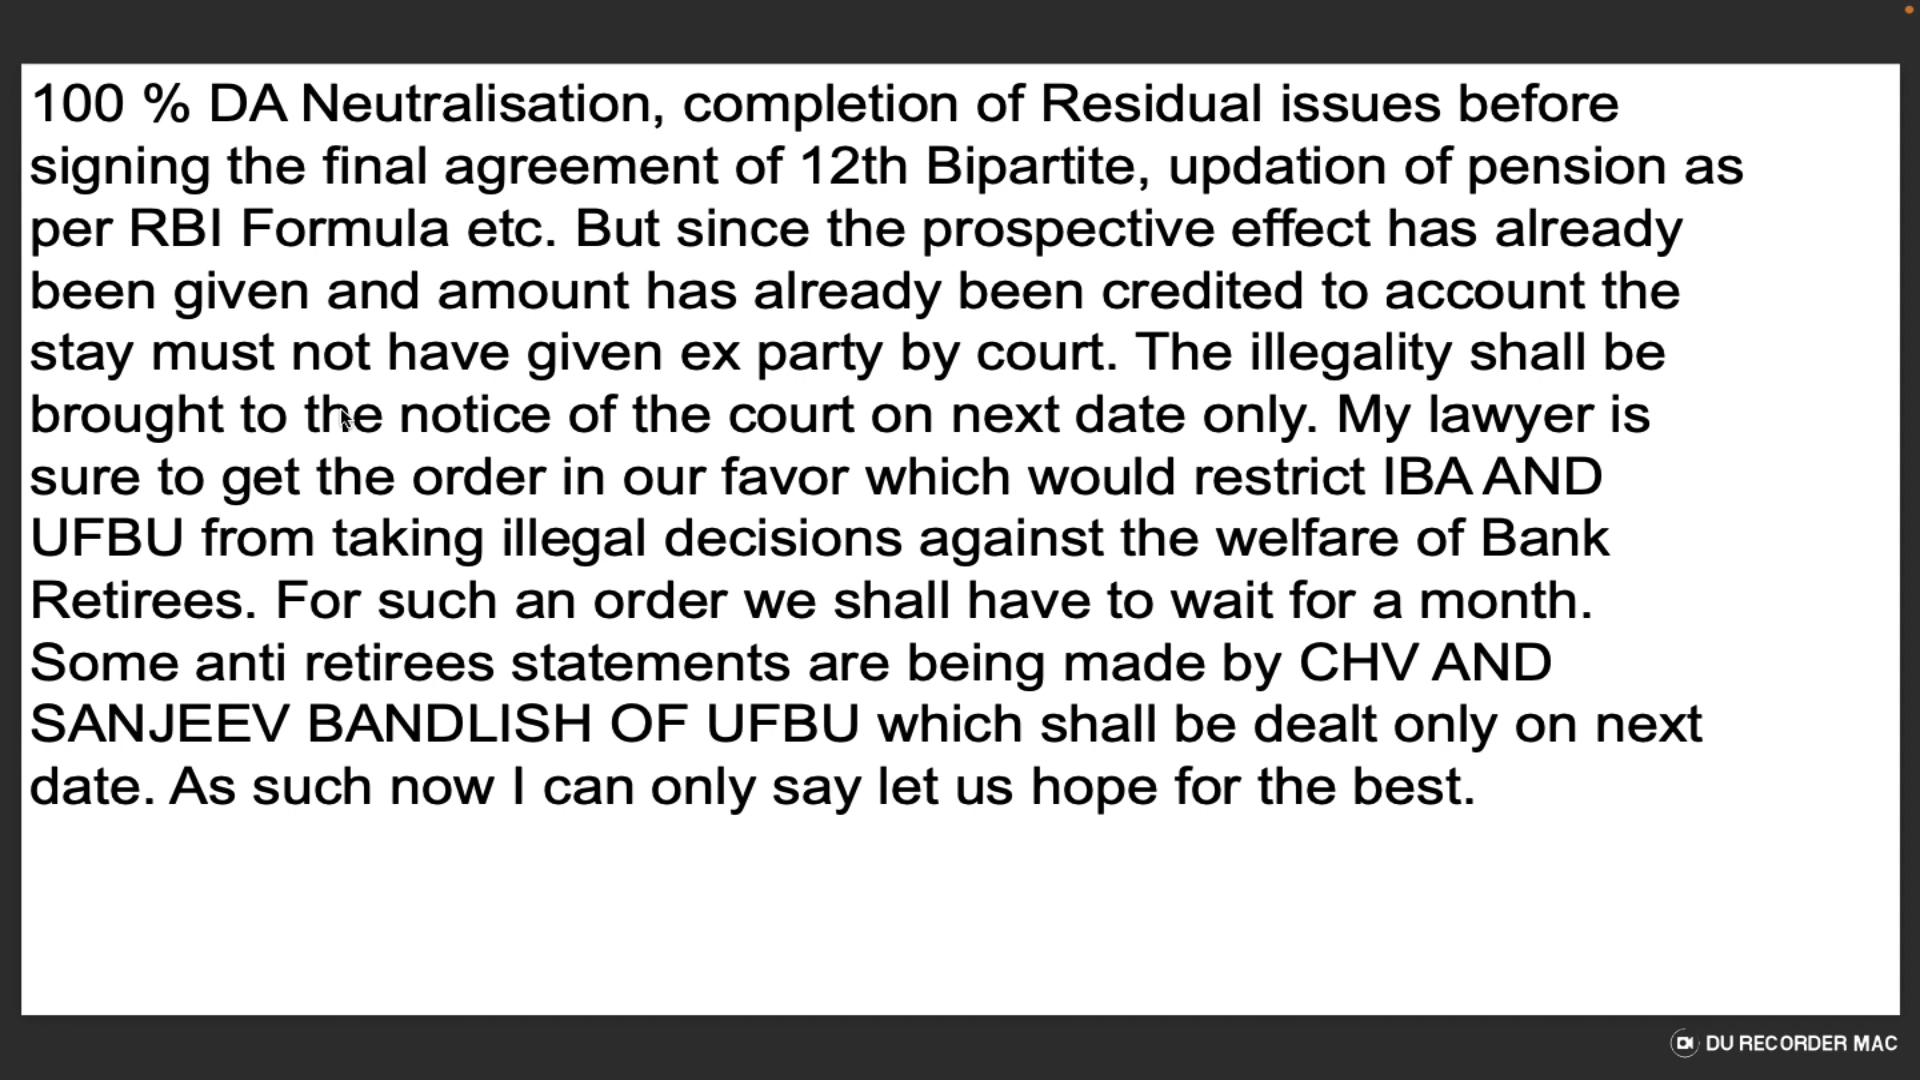 100 % DA Neutralisation, completion of Residual issues before
signing the final agreement of 12th Bipartite, updation of pension as
per RBI Formula etc. But since the prospective effect has already
been given and amount has already been credited to account the
stay must not have given ex party by court. The illegality shall be
brought to the notice of the court on next date only. My lawyer is
sure to get the order in our favor which would restrict IBA AND
UFBU from taking illegal decisions against the welfare of Bank
Retirees. For such an order we shall have to wait for a month.
Some anti retirees statements are being made by CHV AND
SANJEEV BANDLISH OF UFBU which shall be dealt only on next
date. As such now I can only say let us hope for the best.
DU RECORDER MAC